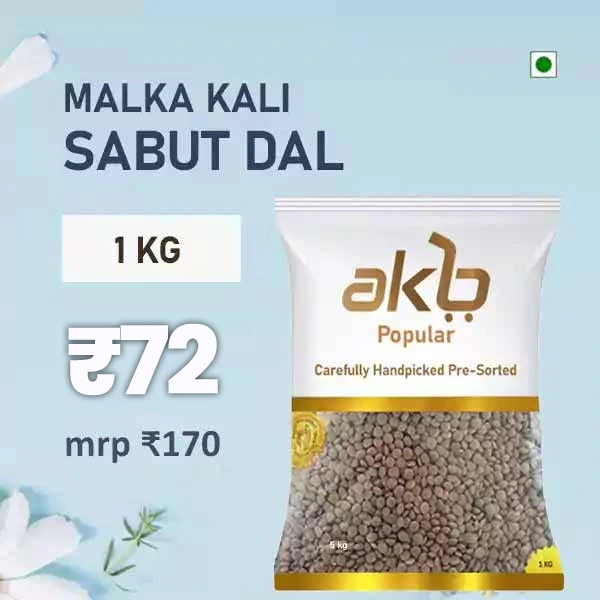 MALKA KALI
SABUT DAL
1 KG
₹72
mrp ₹170
akb
Popular
Carefully Handpicked Pre-Sorted
5 kg
1 KG